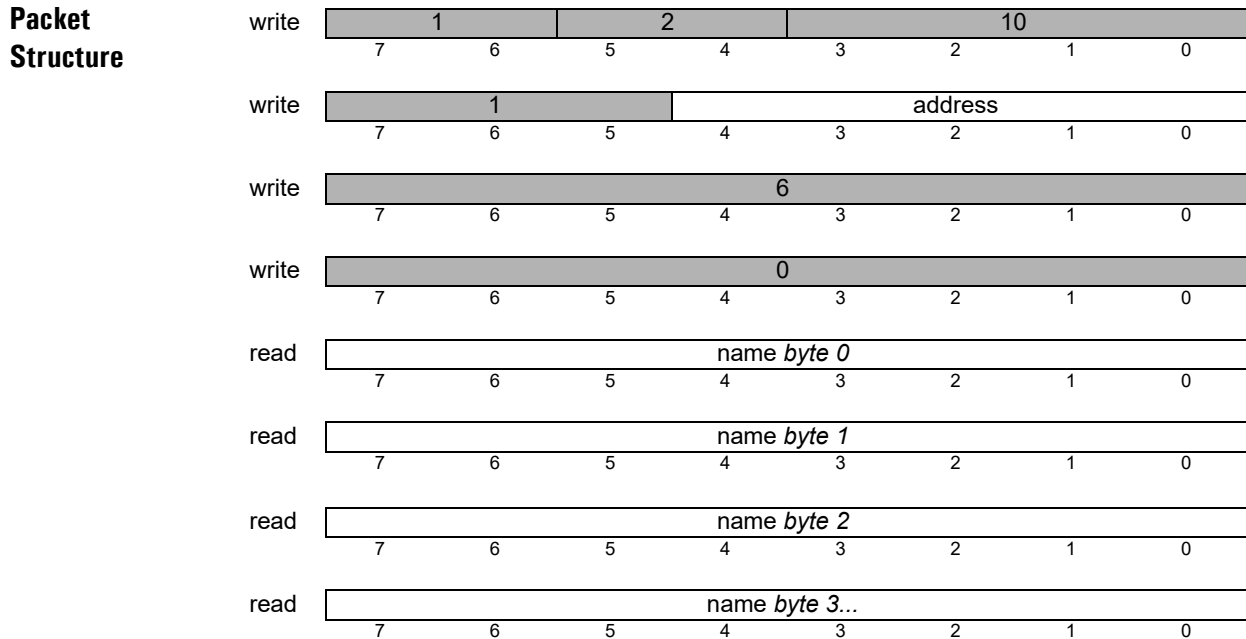 Packet
Structure
write 1 2 10
7 6 5 4 3 2 1 0
write 1 address
7 6 5 4 3 2 1 0
write 6
7 6 5 4 3 2 1 0
write 0
7 6 5 4 3 2 1 0
read name byte 0
7 6 5 4 3 2 1 0
read name byte 1
7 6 5 4 3 2 1 0
read name byte 2
7 6 5 4 3 2 1 0
read name byte 3...
7 6 5 4 3 2 1 0